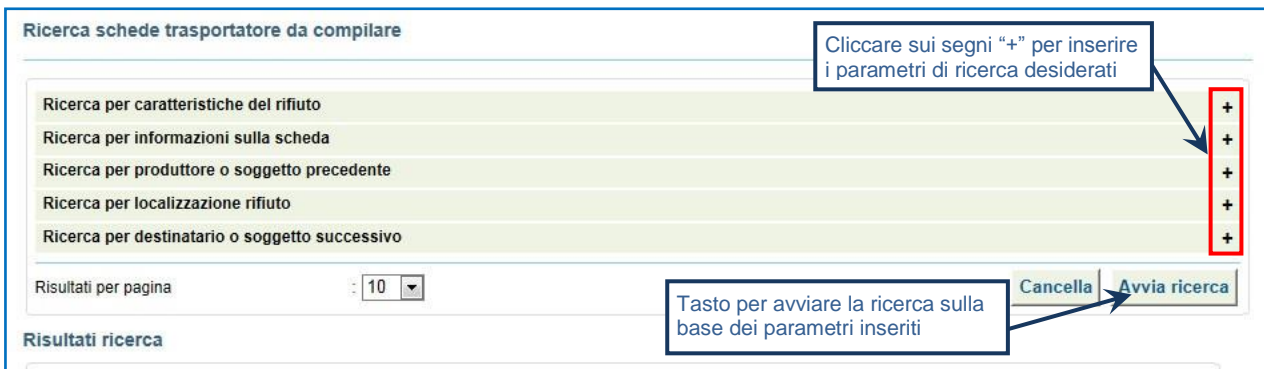 Ricerca schede trasportatore da compilare
Cliccare sui segni “+” per inserire
i parametri di ricerca desiderati
Ricerca per caratteristiche del rifiuto +
Ricerca per informazioni sulla scheda +
Ricerca per produttore o soggetto precedente +
Ricerca per localizzazione rifiuto +
Ricerca per destinatario o soggetto successivo +
Risultati per pagina : 10 Cancella Avvia ricerca
Tasto per avviare la ricerca sulla
base dei parametri inseriti
Risultati ricerca